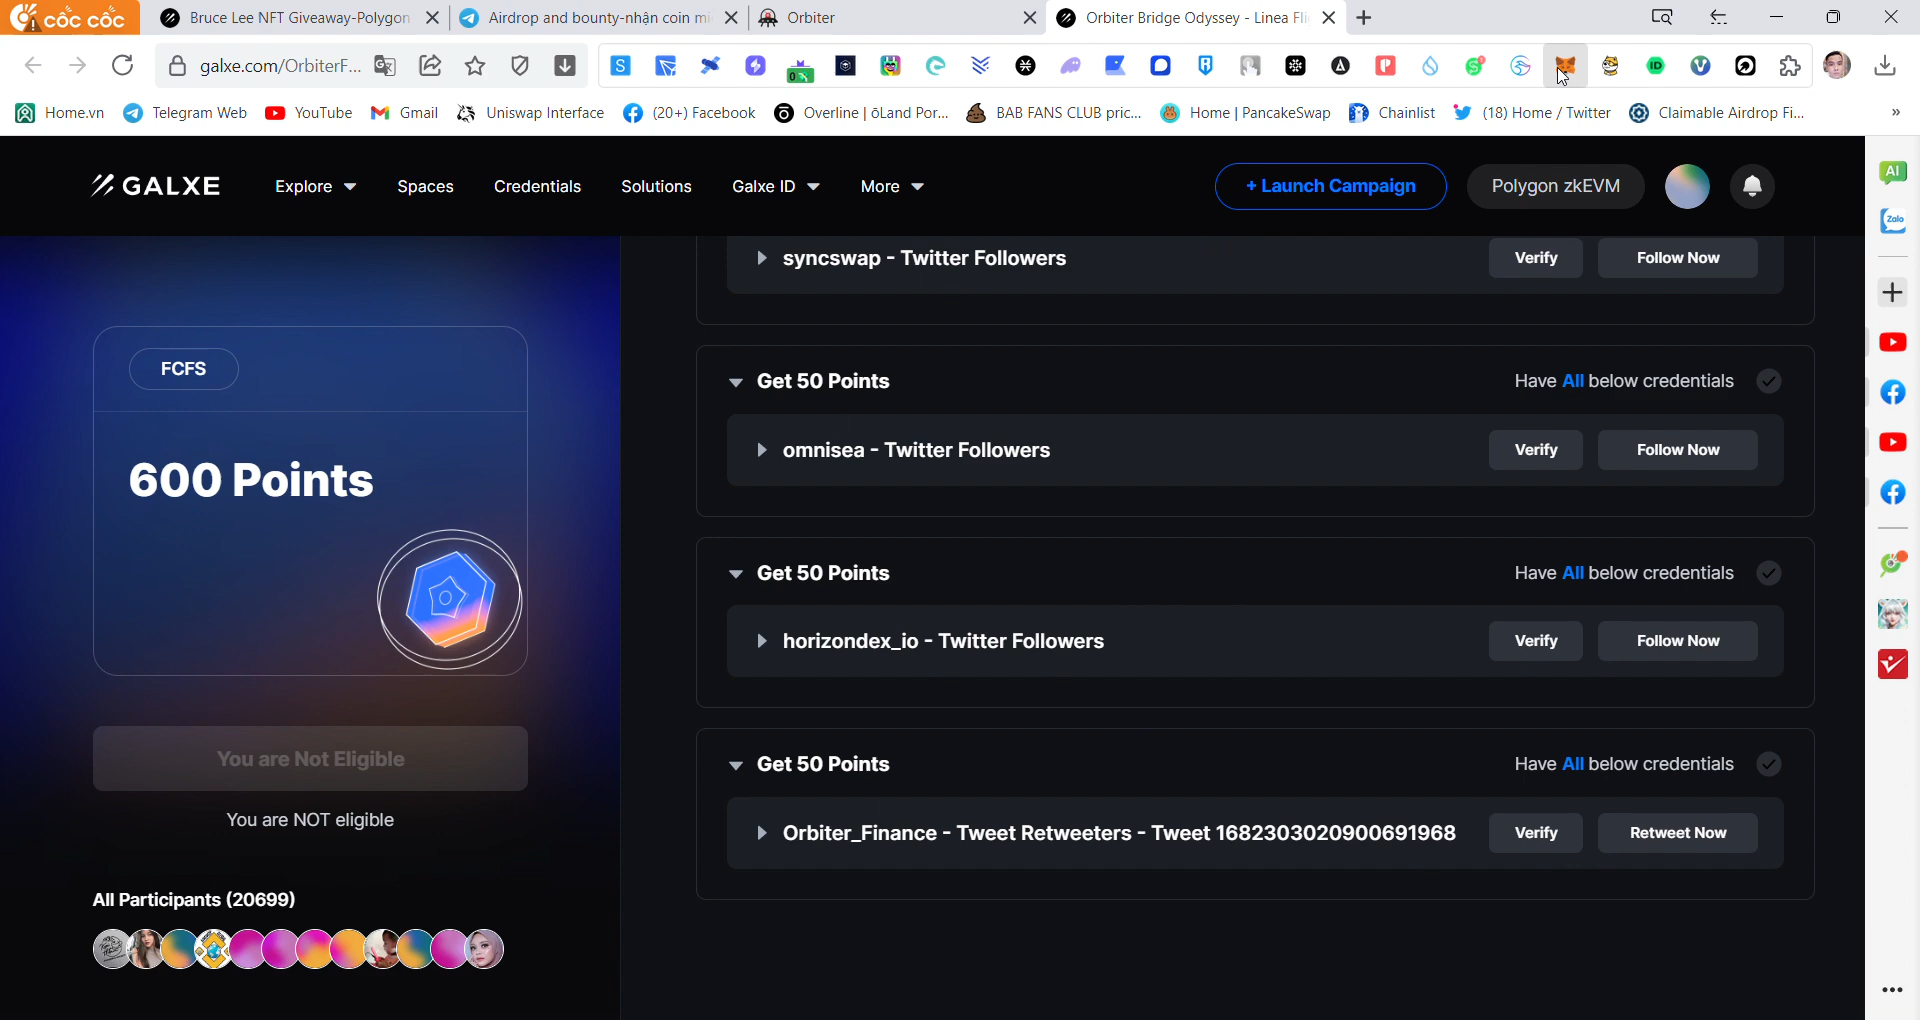 cốc cốc
Bruce Lee NFT Giveaway-Polygon
Airdrop and bounty-nhận coin mi
Orbiter
Orbiter Bridge Odyssey - Linea Fli
galxe.com/OrbiterF...
Home.vn
Telegram Web
YouTube
Gmail
Uniswap Interface
(20+) Facebook
Overline | ōLand Por...
BAB FANS CLUB pric...
Home | PancakeSwap
Chainlist
(18) Home / Twitter
Claimable Airdrop Fi...
GALXE
Explore
Spaces
Credentials
Solutions
Galxe ID
More
+ Launch Campaign
Polygon zkEVM
AI
Zalo
FCFS
600 Points
You are Not Eligible
You are NOT eligible
All Participants (20699)
syncswap - Twitter Followers
Verify
Follow Now
Get 50 Points
Have All below credentials
omnisea - Twitter Followers
Verify
Follow Now
Get 50 Points
Have All below credentials
horizondex_io - Twitter Followers
Verify
Follow Now
Get 50 Points
Have All below credentials
Orbiter_Finance - Tweet Retweeters - Tweet 1682303020900691968
Verify
Retweet Now